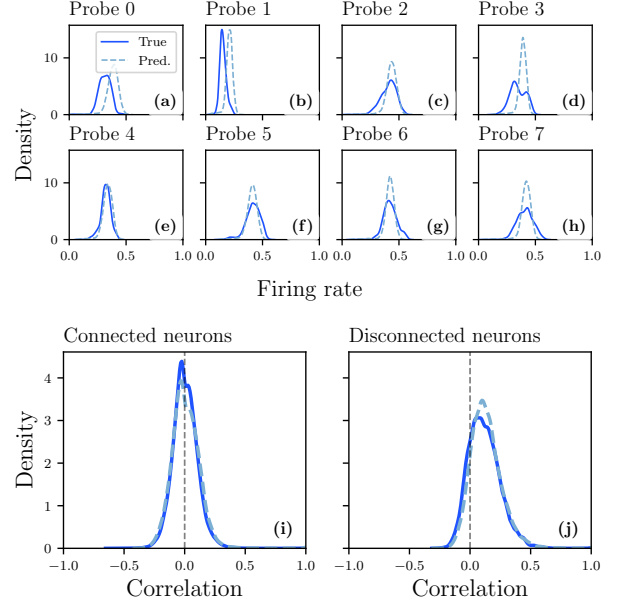 Probe 0 Probe 1 Probe 2 Probe 3
15
True
Pred.
10
0
(a) (b) (c) (d)
Density
Probe 4 Probe 5 Probe 6 Probe 7
10
0
(e) (f) (g) (h)
0.0 0.5 1.0 0.0 0.5 1.0 0.0 0.5 1.0 0.0 0.5 1.0
Firing rate
Connected neurons Disconnected neurons
4
3
2
1
0
Density
(i) (j)
−1.0 −0.5 0.0 0.5 1.0 −1.0 −0.5 0.0 0.5 1.0
Correlation Correlation